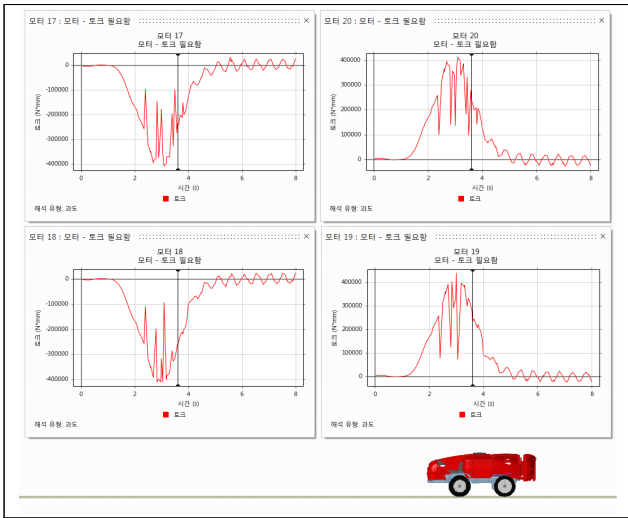 모터 17 : 모터 - 토크 필요함
모터 17
모터 - 토크 필요함
토크 (N*mm)
0
-100000
-200000
-300000
-400000
0 2 4 6 8
시간 (s)
토크
해석 유형: 과도
모터 20 : 모터 - 토크 필요함
모터 20
모터 - 토크 필요함
토크 (N*mm)
400000
300000
200000
100000
0
0 2 4 6 8
시간 (s)
토크
해석 유형: 과도
모터 18 : 모터 - 토크 필요함
모터 18
모터 - 토크 필요함
토크 (N*mm)
0
-100000
-200000
-300000
-400000
0 2 4 6 8
시간 (s)
토크
해석 유형: 과도
모터 19 : 모터 - 토크 필요함
모터 19
모터 - 토크 필요함
토크 (N*mm)
400000
300000
200000
100000
0
0 2 4 6 8
시간 (s)
토크
해석 유형: 과도